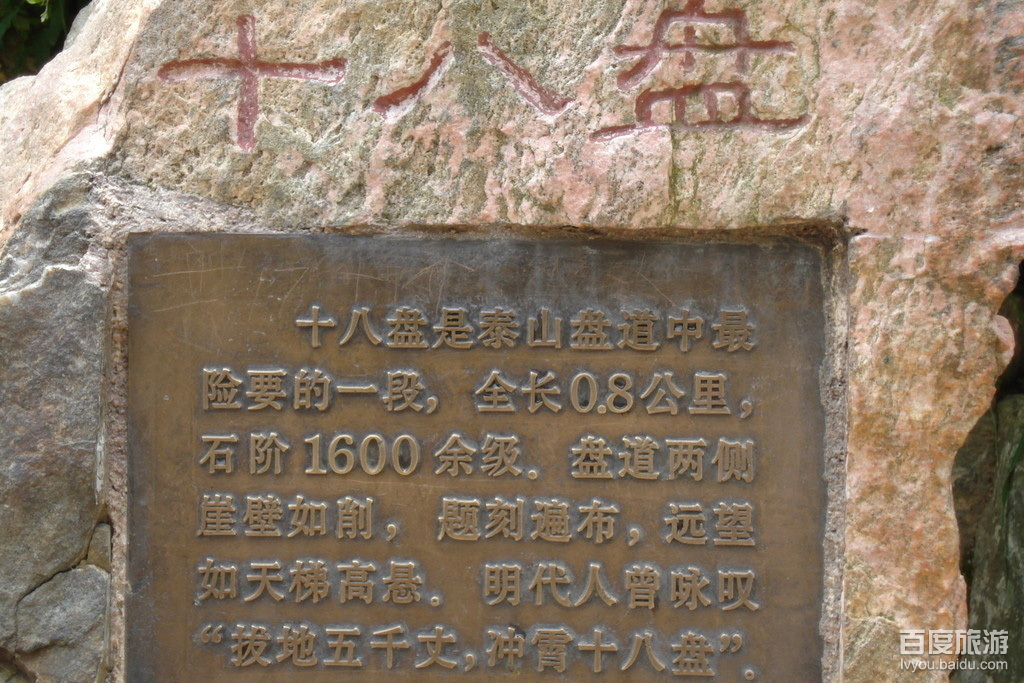 十八盘
十八盘是泰山盘道中最
险要的一段，全长0.8公里，
石阶1600余级。盘道两侧
崖壁如削，题刻遍布，远望
如天梯高悬。明代人曾咏叹
“拔地五千丈，冲霄十八盘”。
百度旅游
lvyou.baidu.com